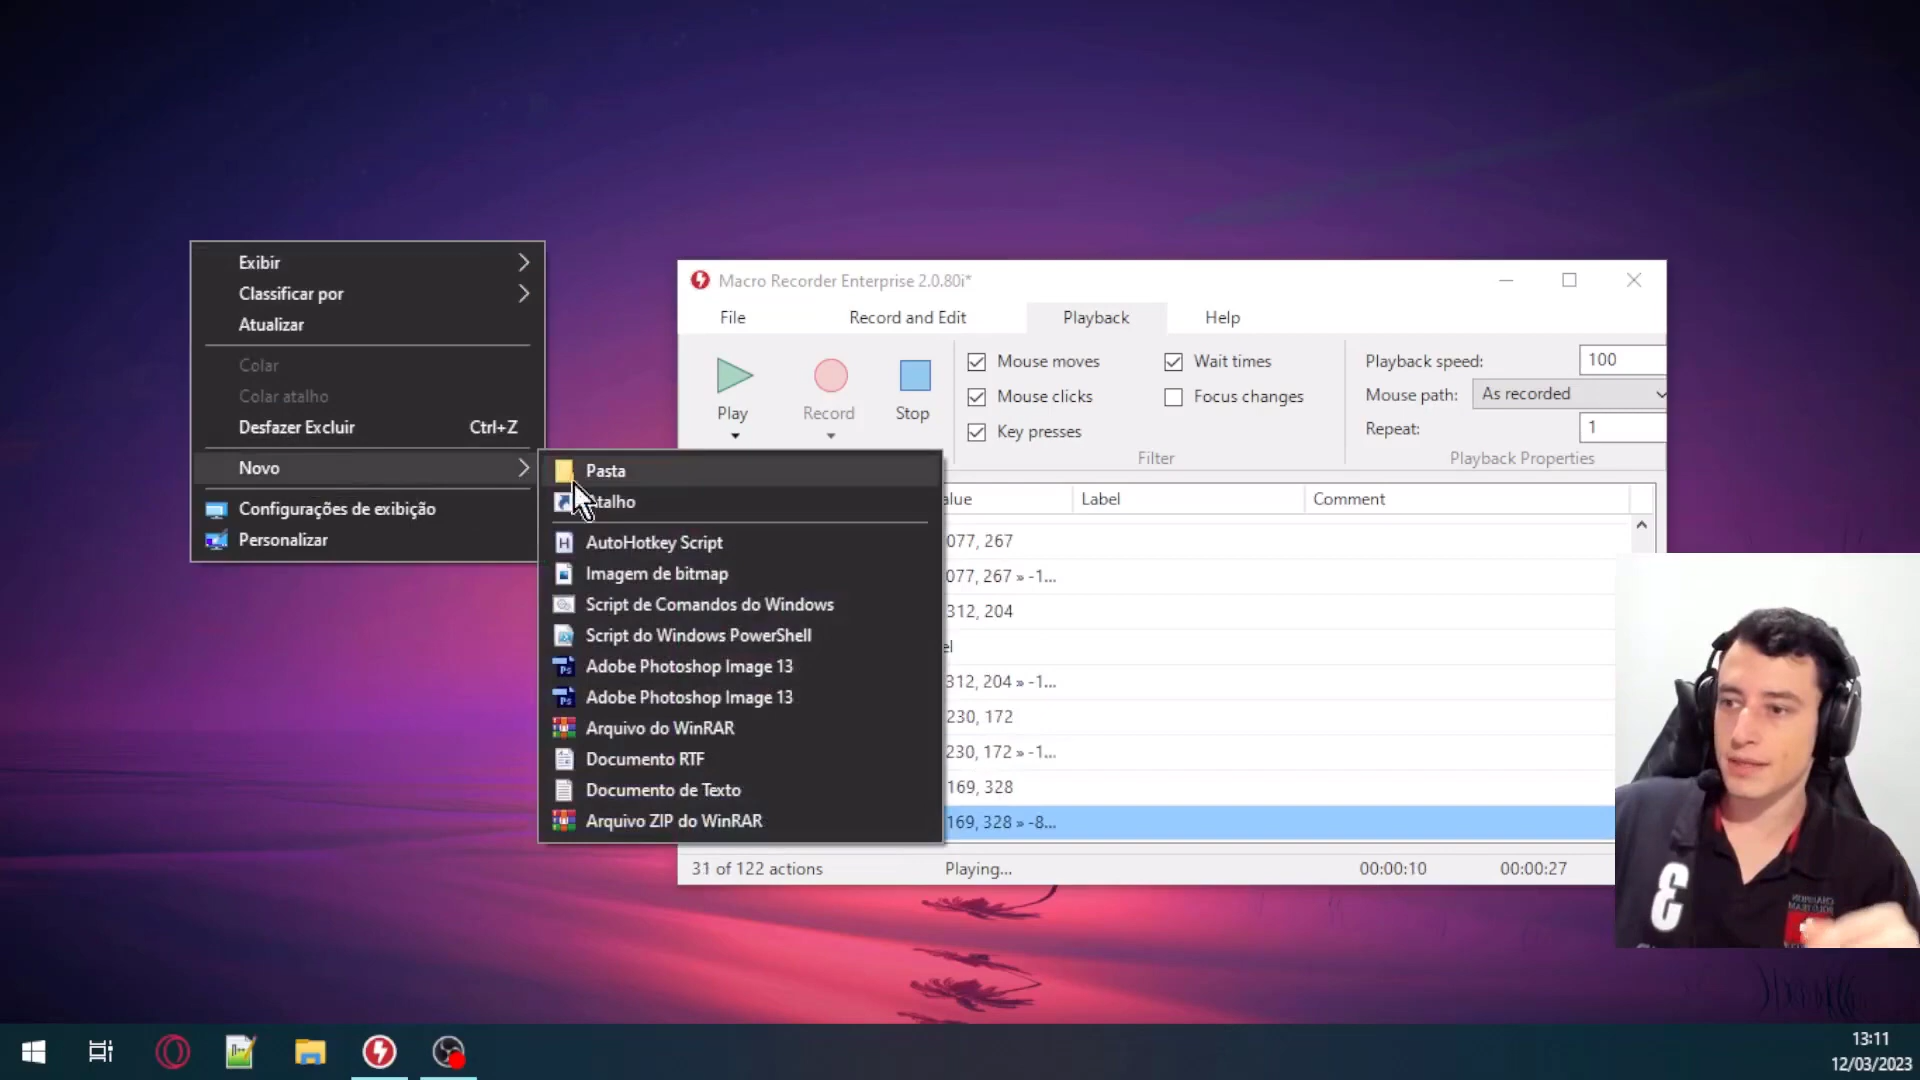 Exibir
Classificar por
Atualizar
Colar
Colar atalho
Desfazer Excluir Ctrl+Z
Novo
Configurações de exibição
Personalizar
Pasta
talho
AutoHotkey Script
Imagem de bitmap
Script de Comandos do Windows
Script do Windows PowerShell
Adobe Photoshop Image 13
Adobe Photoshop Image 13
Arquivo do WinRAR
Documento RTF
Documento de Texto
Arquivo ZIP do WinRAR
Macro Recorder Enterprise 2.0.80i*
File Record and Edit Playback Help
Play
Record
Stop
Mouse moves
Mouse clicks
Key presses
Wait times
Focus changes
Filter
Playback speed: 100
Mouse path: As recorded
Repeat: 1
Playback Properties
alue Label Comment
077, 267
077, 267 » -1...
312, 204
el
312, 204 » -1...
230, 172
230, 172 » -1...
169, 328
169, 328 » -8...
31 of 122 actions Playing... 00:00:10 00:00:27
13:11
12/03/2023